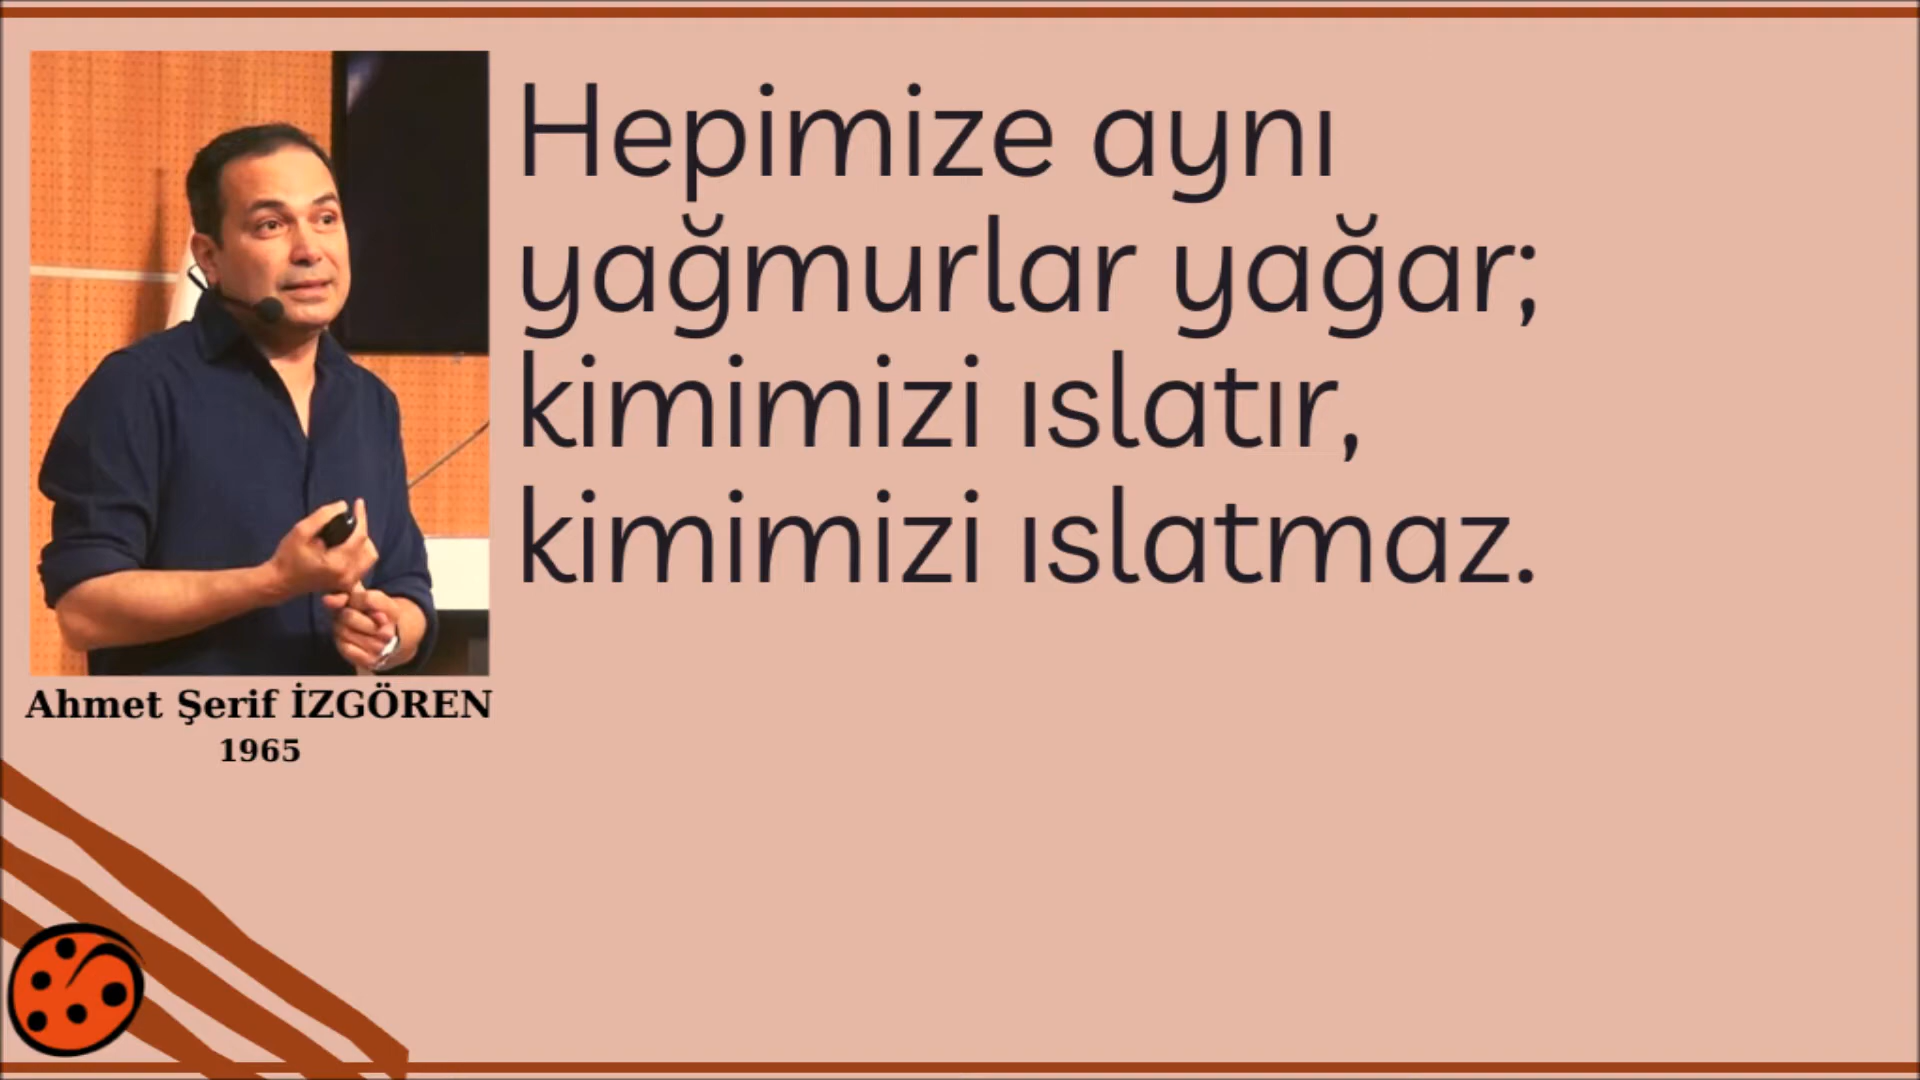 Hepimize aynı
yağmurlar yağar;
kimimizi ıslatır,
kimimizi ıslatmaz.
Ahmet Şerif İZGÖREN
1965